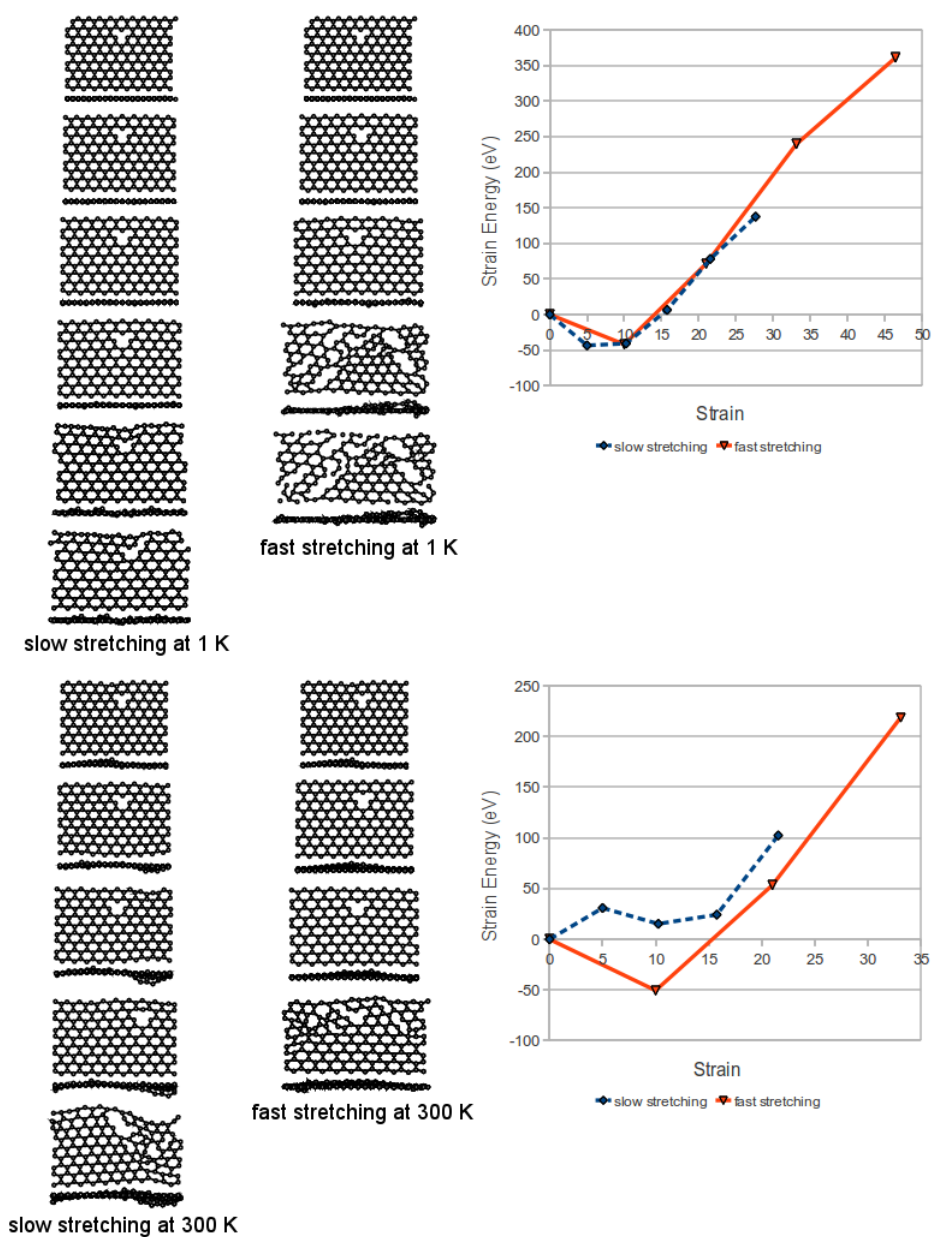 400
350
300
250
200
150
100
50
0
-50
-100
Strain Energy (eV)
0 5 10 15 20 25 30 35 40 45 50
Strain
slow stretching fast stretching
fast stretching at 1 K
slow stretching at 1 K
250
200
150
100
50
0
-50
-100
Strain Energy (eV)
0 5 10 15 20 25 30 35
Strain
slow stretching fast stretching
fast stretching at 300 K
slow stretching at 300 K